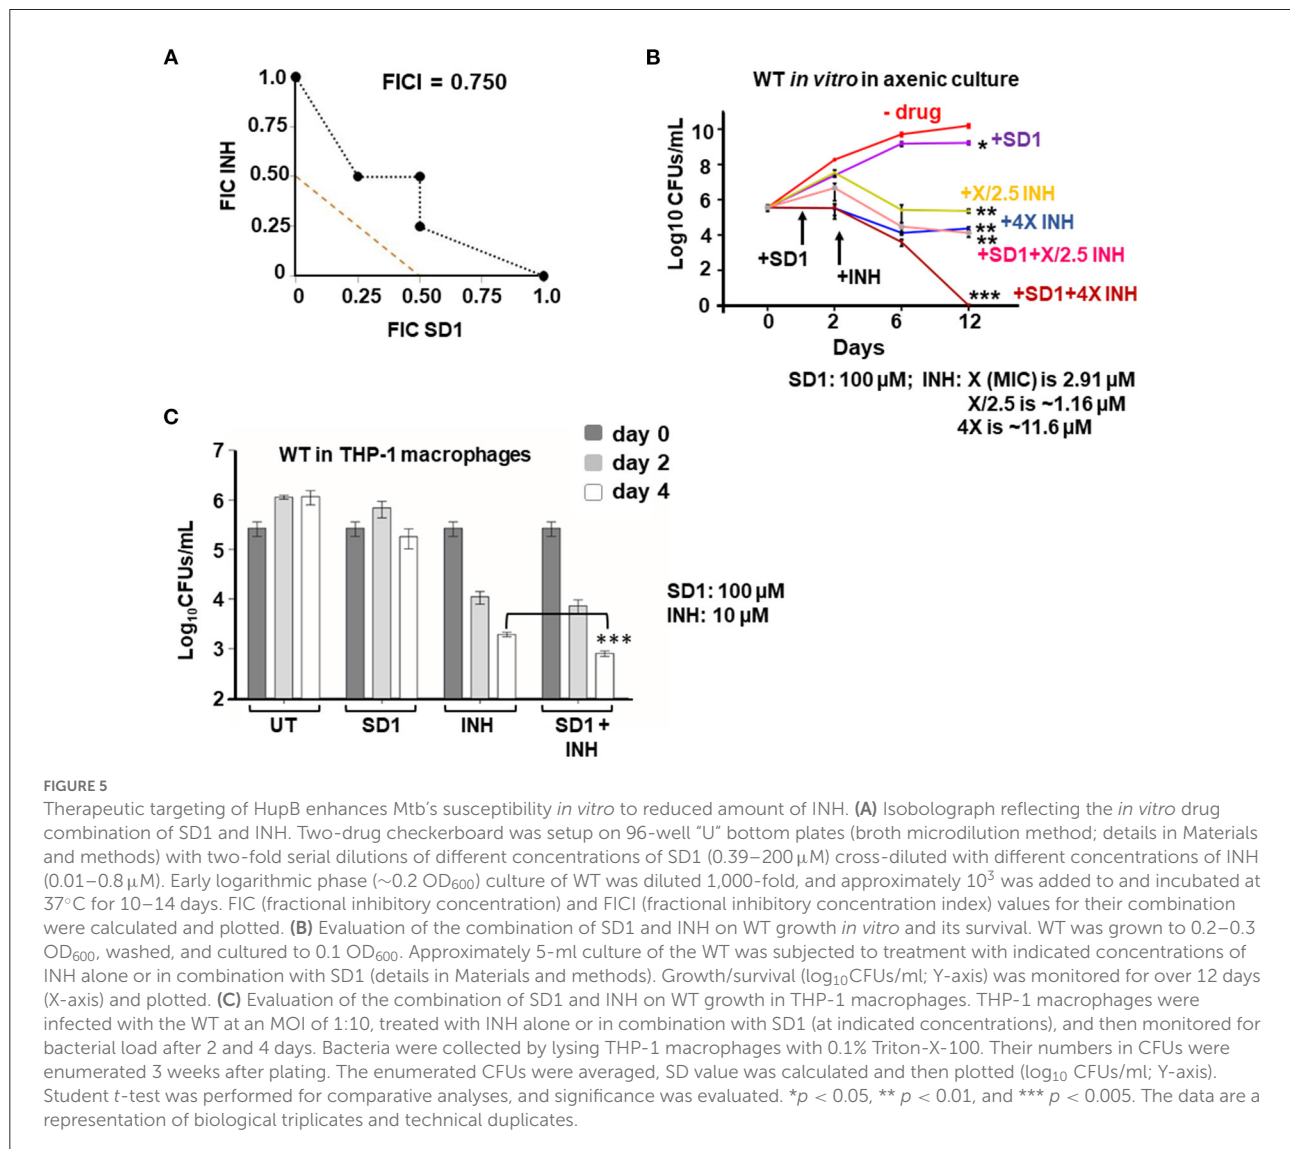 A
FICI = 0.750
FIC INH
1.0
0.75
0.50
0.25
0
0 0.25 0.50 0.75 1.0
FIC SD1
B
WT in vitro in axenic culture
Log10 CFUs/mL
10
8
6
4
2
0
- drug
* +SD1
+X/2.5 INH
**
** +4X INH
**
+SD1+X/2.5 INH
*** +SD1+4X INH
+SD1
+INH
0 2 6 12
Days
SD1: 100 µM; INH: X (MIC) is 2.91 µM
X/2.5 is ~1.16 µM
4X is ~11.6 µM
C
WT in THP-1 macrophages
day 0
day 2
day 4
Log10CFUs/mL
7
6
5
4
3
2
***
UT SD1 INH SD1 +
INH
SD1: 100 µM
INH: 10 µM
FIGURE 5
Therapeutic targeting of HupB enhances Mtb's susceptibility in vitro to reduced amount of INH. (A) Isobolograph reflecting the in vitro drug
combination of SD1 and INH. Two-drug checkerboard was setup on 96-well "U" bottom plates (broth microdilution method; details in Materials
and methods) with two-fold serial dilutions of different concentrations of SD1 (0.39–200 µM) cross-diluted with different concentrations of INH
(0.01–0.8 µM). Early logarithmic phase (∼0.2 OD600) culture of WT was diluted 1,000-fold, and approximately 10³ was added to and incubated at
37°C for 10–14 days. FIC (fractional inhibitory concentration) and FICI (fractional inhibitory concentration index) values for their combination
were calculated and plotted. (B) Evaluation of the combination of SD1 and INH on WT growth in vitro and its survival. WT was grown to 0.2–0.3
OD600, washed, and cultured to 0.1 OD600. Approximately 5-ml culture of the WT was subjected to treatment with indicated concentrations of
INH alone or in combination with SD1 (details in Materials and methods). Growth/survival (log10CFUs/ml; Y-axis) was monitored for over 12 days
(X-axis) and plotted. (C) Evaluation of the combination of SD1 and INH on WT growth in THP-1 macrophages. THP-1 macrophages were
infected with the WT at an MOI of 1:10, treated with INH alone or in combination with SD1 (at indicated concentrations), and then monitored for
bacterial load after 2 and 4 days. Bacteria were collected by lysing THP-1 macrophages with 0.1% Triton-X-100. Their numbers in CFUs were
enumerated 3 weeks after plating. The enumerated CFUs were averaged, SD value was calculated and then plotted (log10 CFUs/ml; Y-axis).
Student t-test was performed for comparative analyses, and significance was evaluated. *p < 0.05, ** p < 0.01, and *** p < 0.005. The data are a
representation of biological triplicates and technical duplicates.